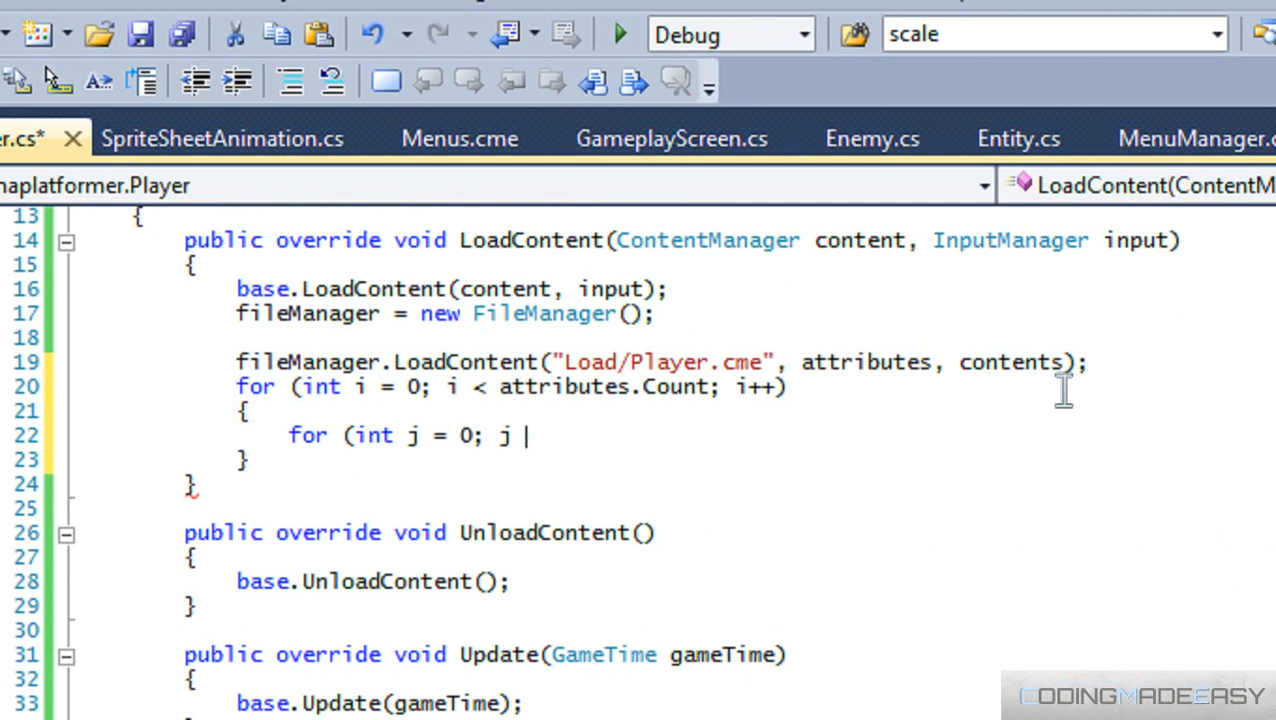 Debug scale
er.cs* SpriteSheetAnimation.cs Menus.cme GameplayScreen.cs Enemy.cs Entity.cs MenuManager.c
naplatformer.Player LoadContent(ContentM
13 {
14 public override void LoadContent(ContentManager content, InputManager input)
15 {
16 base.LoadContent(content, input);
17 fileManager = new FileManager();
18
19 fileManager.LoadContent("Load/Player.cme", attributes, contents);
20 for (int i = 0; i < attributes.Count; i++)
21 {
22 for (int j = 0; j
23 }
24 }
25
26 public override void UnloadContent()
27 {
28 base.UnloadContent();
29 }
30
31 public override void Update(GameTime gameTime)
32 {
33 base.Update(gameTime);
CODINGMADEEASY